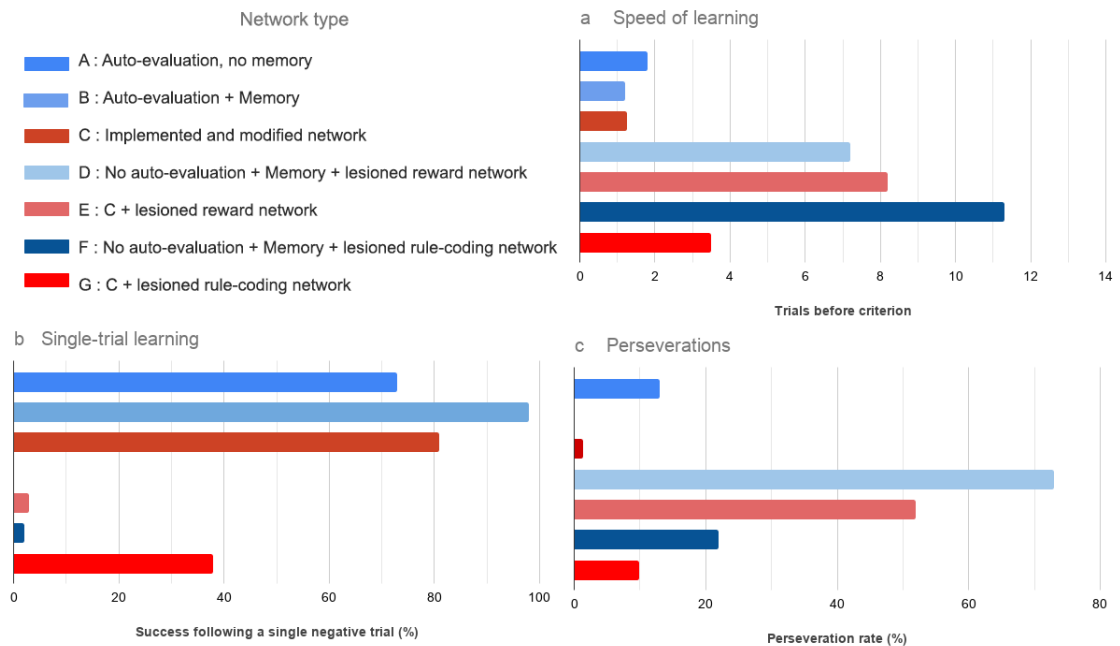 Network type
A : Auto-evaluation, no memory
B : Auto-evaluation + Memory
C : Implemented and modified network
D : No auto-evaluation + Memory + lesioned reward network
E : C + lesioned reward network
F : No auto-evaluation + Memory + lesioned rule-coding network
G : C + lesioned rule-coding network
a Speed of learning
0 2 4 6 8 10 12 14
Trials before criterion
b Single-trial learning
0 20 40 60 80 100
Success following a single negative trial (%)
c Perseverations
0 20 40 60 80
Perseveration rate (%)